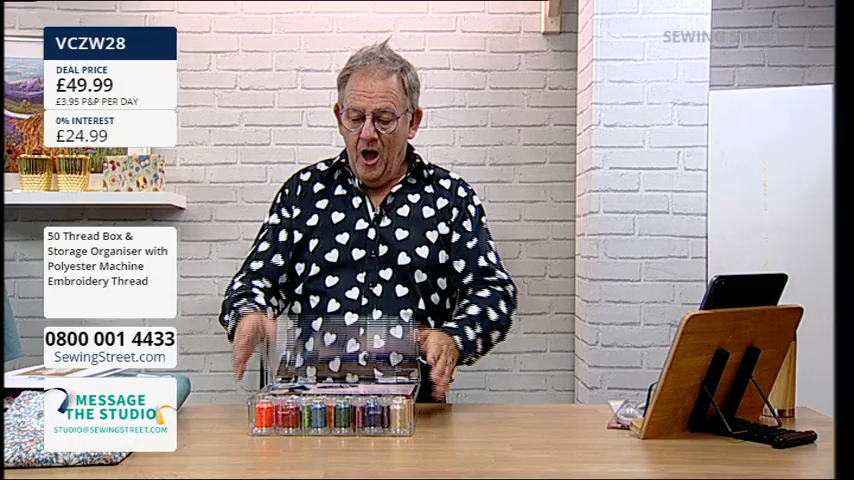 VCZW28
DEAL PRICE
£49.99
£3.95 P&P PER DAY
0% INTEREST
£24.99
50 Thread Box &
Storage Organiser with
Polyester Machine
Embroidery Thread
0800 001 4433
SewingStreet.com
MESSAGE
THE STUDIO
STUDIO@SEWINGSTREET.COM
SEWING